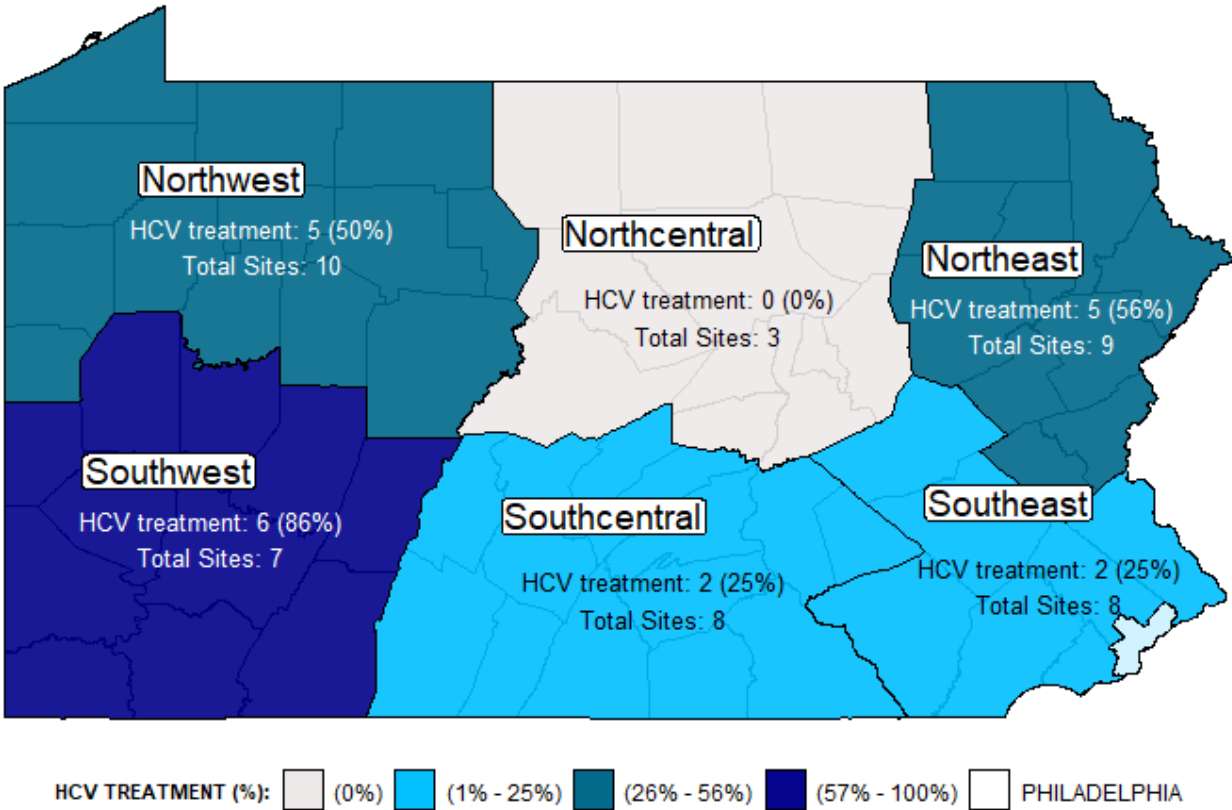 Northwest
HCV treatment: 5 (50%)
Total Sites: 10
Northcentral
HCV treatment: 0 (0%)
Total Sites: 3
Northeast
HCV treatment: 5 (56%)
Total Sites: 9
Southwest
HCV treatment: 6 (86%)
Total Sites: 7
Southcentral
HCV treatment: 2 (25%)
Total Sites: 8
Southeast
HCV treatment: 2 (25%)
Total Sites: 8
HCV TREATMENT (%): (0%) (1% - 25%) (26% - 56%) (57% - 100%) PHILADELPHIA